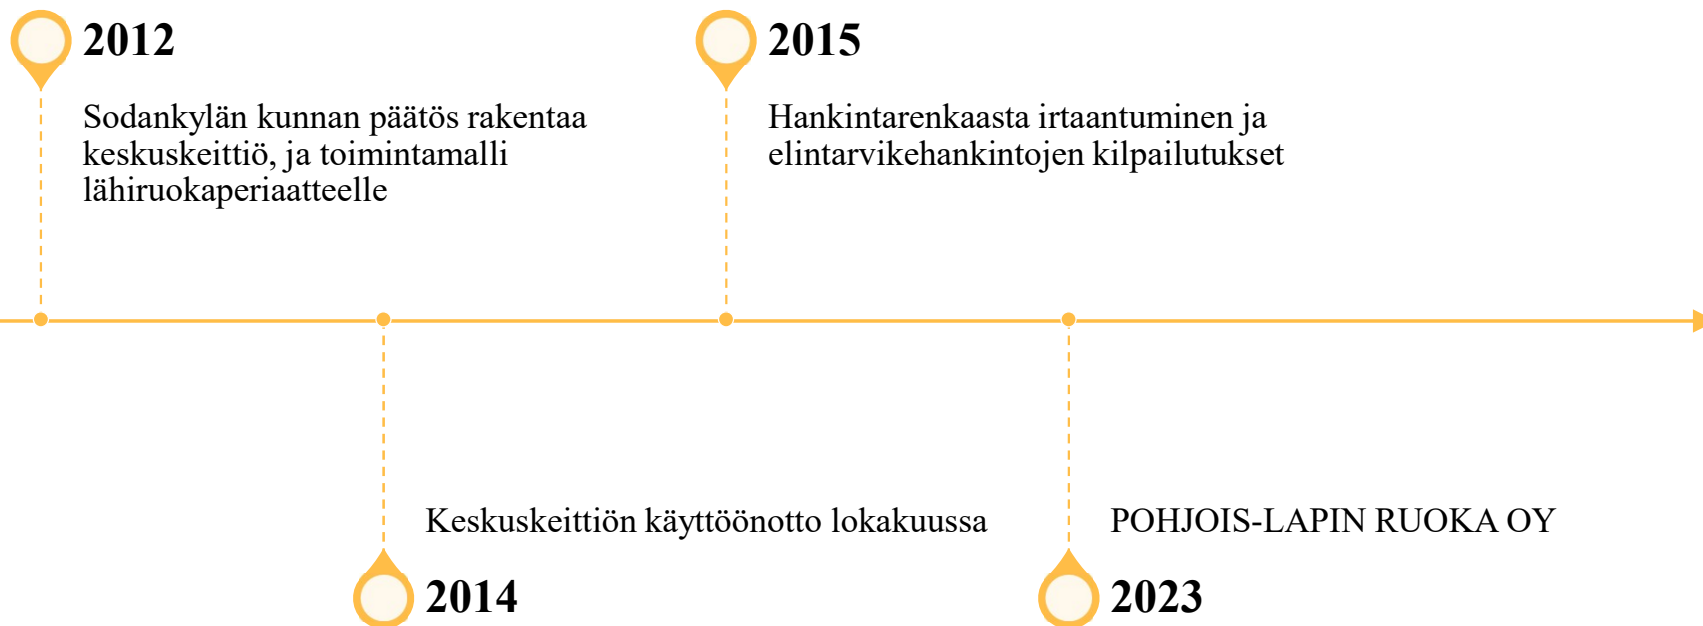 2012
Sodankylän kunnan päätös rakentaa
keskuskeittiö, ja toimintamalli
lähiruokaperiaatteelle
2015
Hankintarenkaasta irtaantuminen ja
elintarvikehankintojen kilpailutukset
Keskuskeittiön käyttöönotto lokakuussa
2014
POHJOIS-LAPIN RUOKA OY
2023